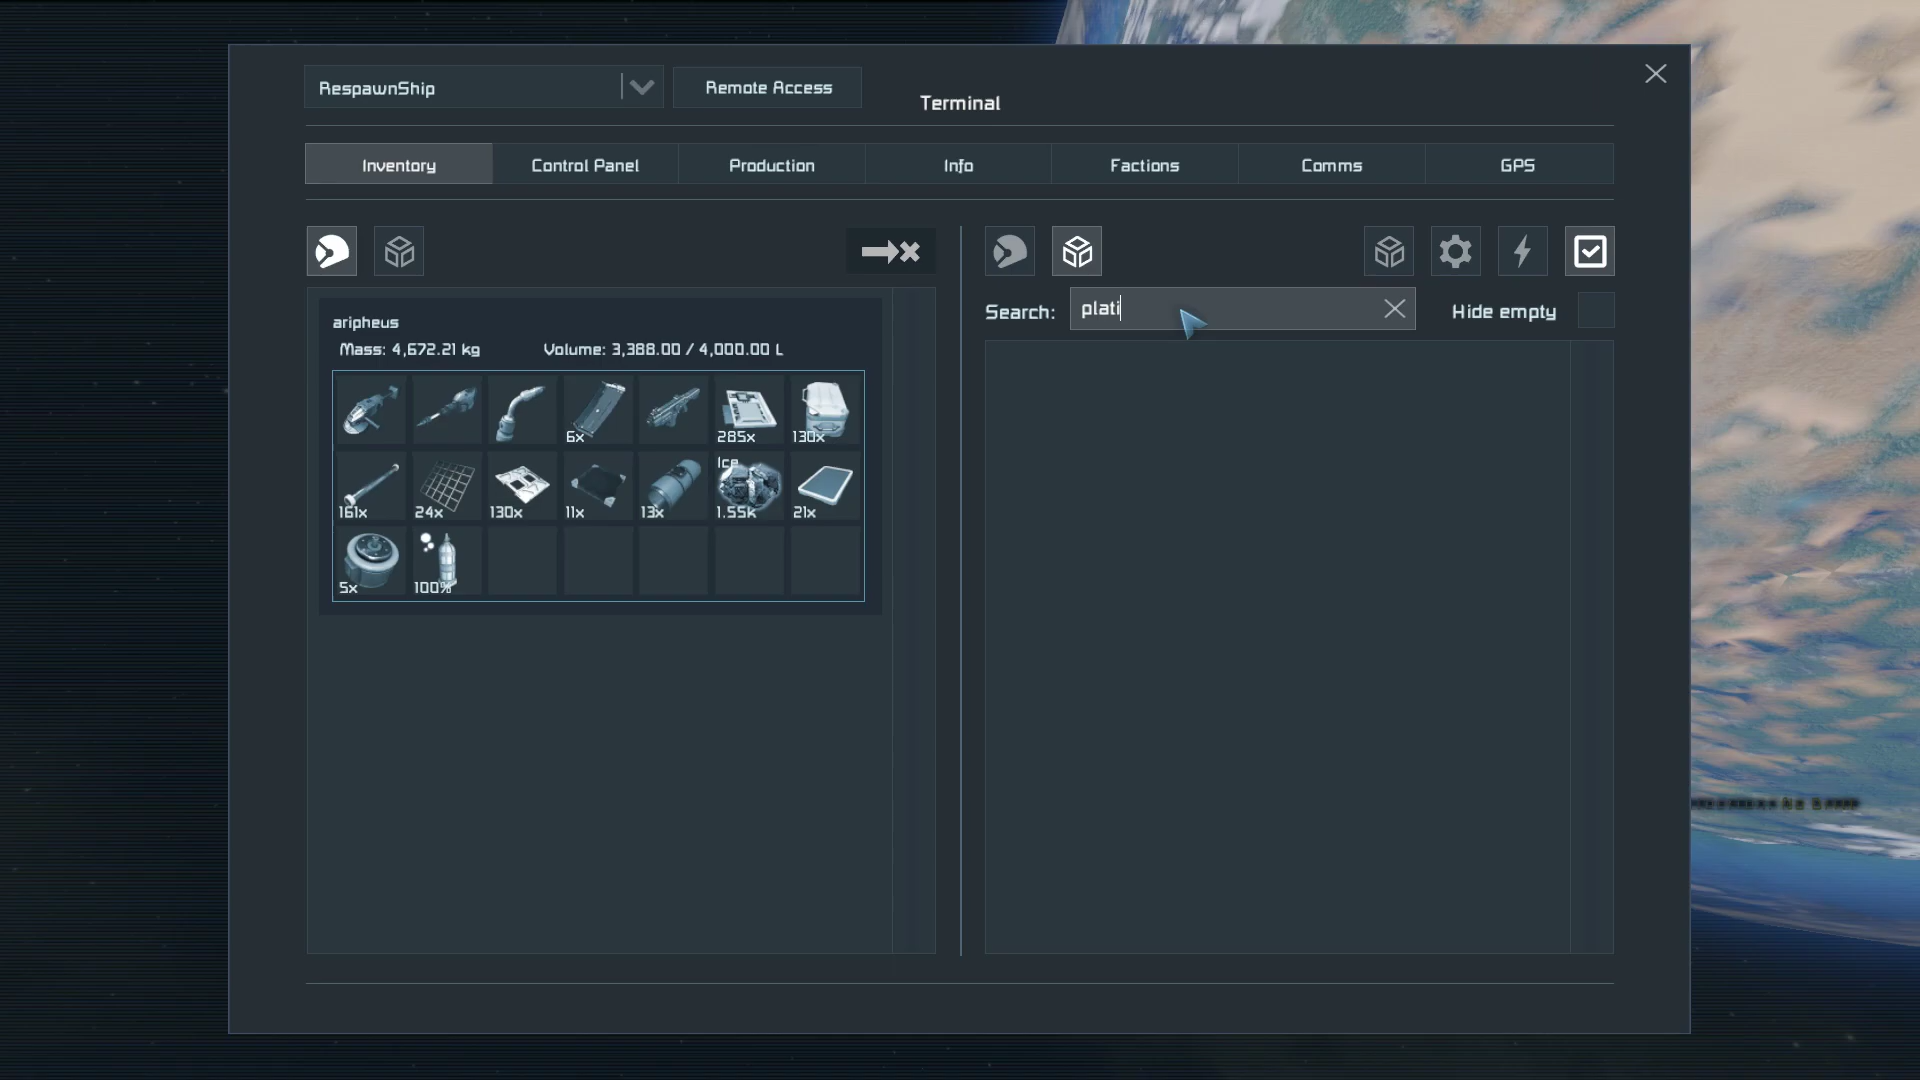 RespawnShip
Remote Access
Terminal
Inventory
Control Panel
Production
Info
Factions
Comms
GPS
Search: plati
Hide empty
aripheus
Mass: 4,672.21 kg
Volume: 3,388.00 / 4,000.00 L
6x
285x
130x
Ice
161x
24x
130x
11x
13x
1.55k
21x
5x
100%